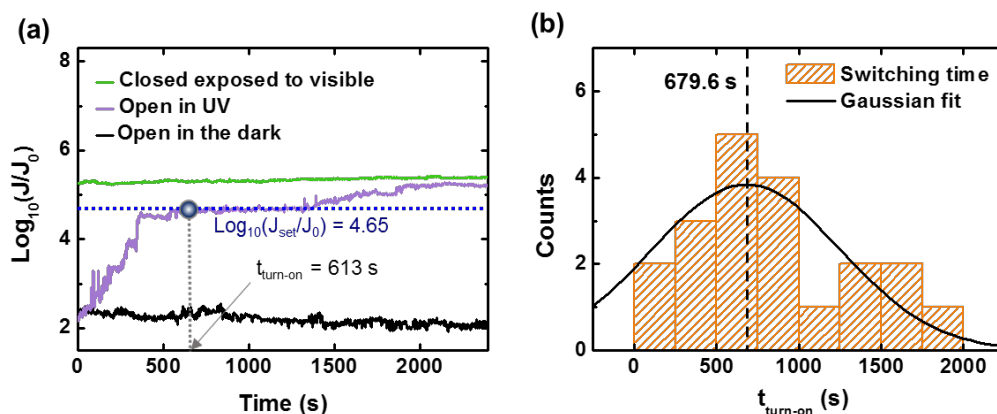 (a)
8
6
4
2
Log10(J/J0)
Closed exposed to visible
Open in UV
Open in the dark
Log10(Jset/J0) = 4.65
tturn-on = 613 s
0 500 1000 1500 2000
Time (s)
(b)
679.6 s
Switching time
Gaussian fit
6
4
2
0
Counts
0 500 1000 1500 2000
tturn-on (s)